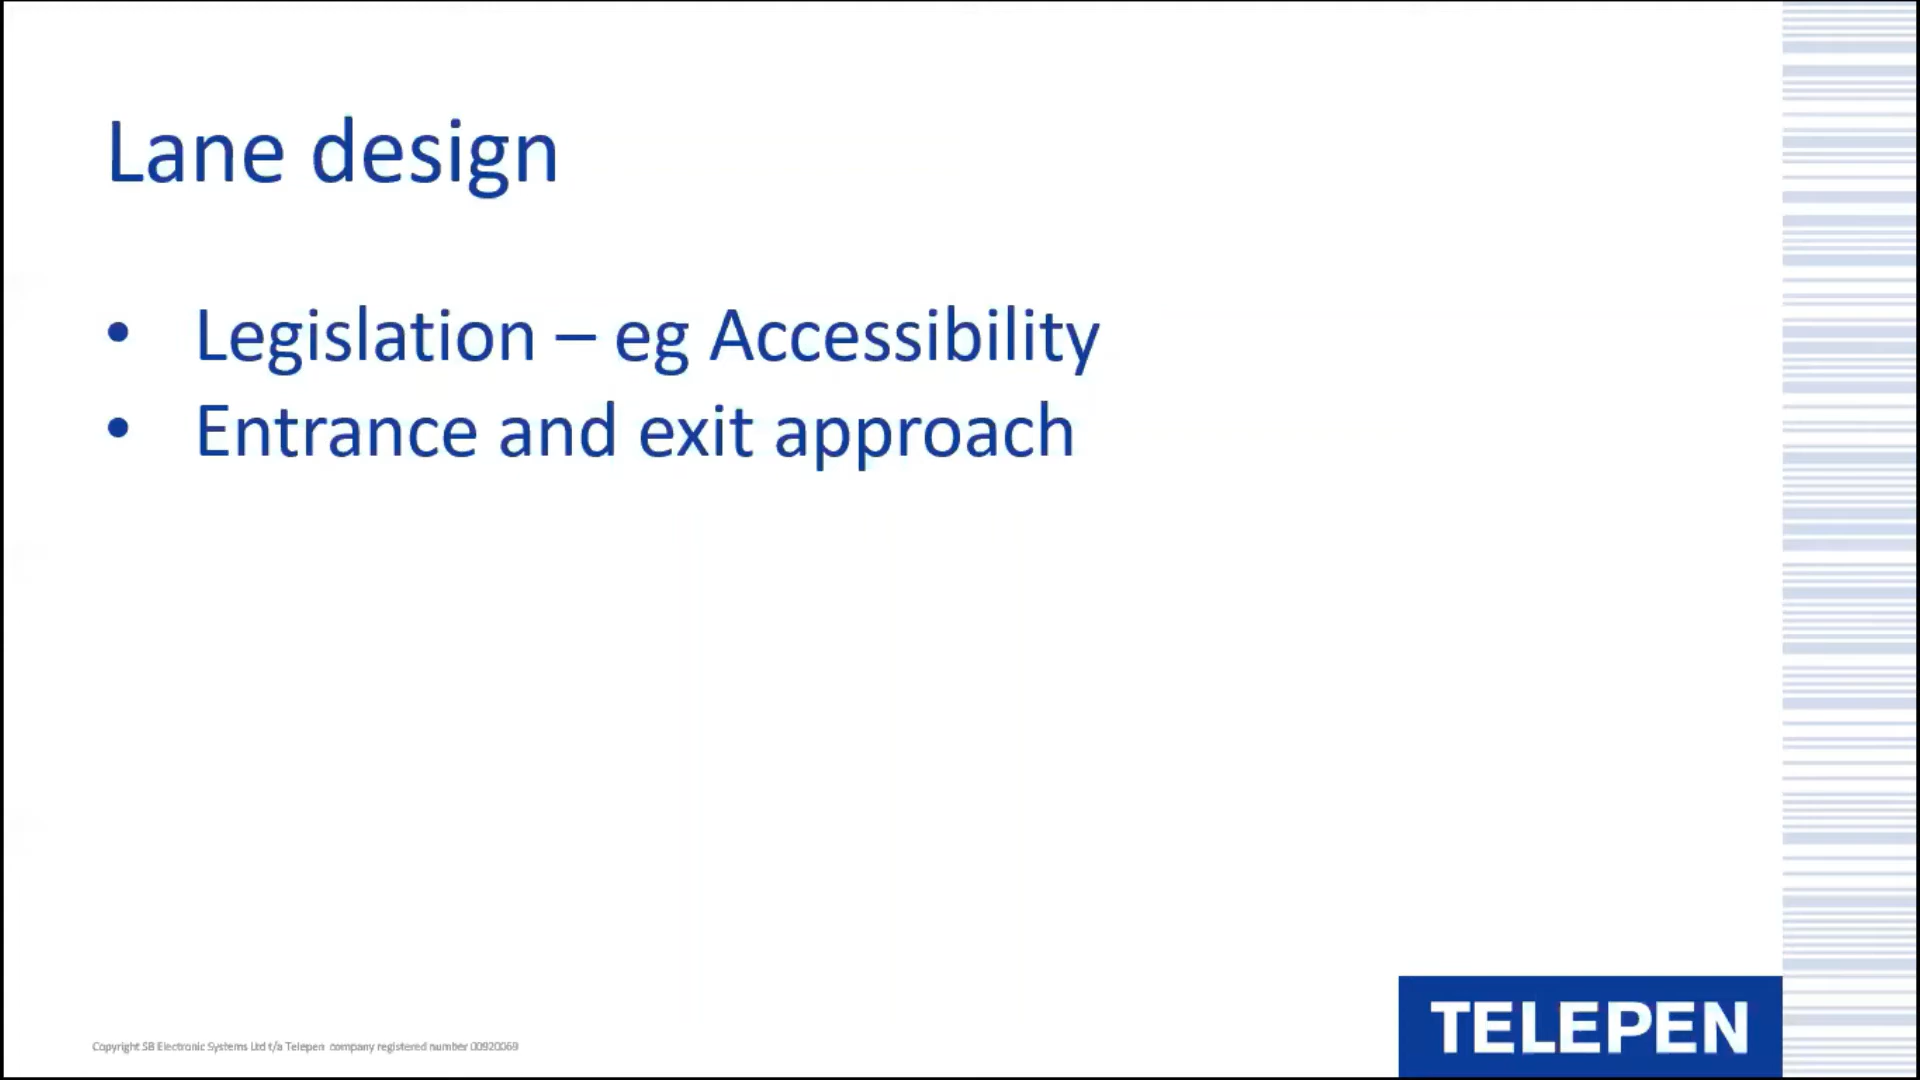 Lane design
• Legislation – eg Accessibility
• Entrance and exit approach
Copyright SB Electronic Systems Ltd t/a Telepen company registered number 00920069
TELEPEN